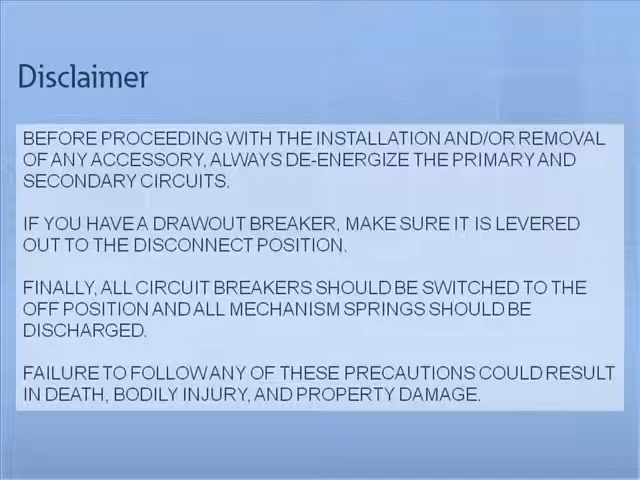 Disclaimer
BEFORE PROCEEDING WITH THE INSTALLATION AND/OR REMOVAL
OF ANY ACCESSORY, ALWAYS DE-ENERGIZE THE PRIMARY AND
SECONDARY CIRCUITS.
IF YOU HAVE A DRAWOUT BREAKER, MAKE SURE IT IS LEVERED
OUT TO THE DISCONNECT POSITION.
FINALLY, ALL CIRCUIT BREAKERS SHOULD BE SWITCHED TO THE
OFF POSITION AND ALL MECHANISM SPRINGS SHOULD BE
DISCHARGED.
FAILURE TO FOLLOW ANY OF THESE PRECAUTIONS COULD RESULT
IN DEATH, BODILY INJURY, AND PROPERTY DAMAGE.